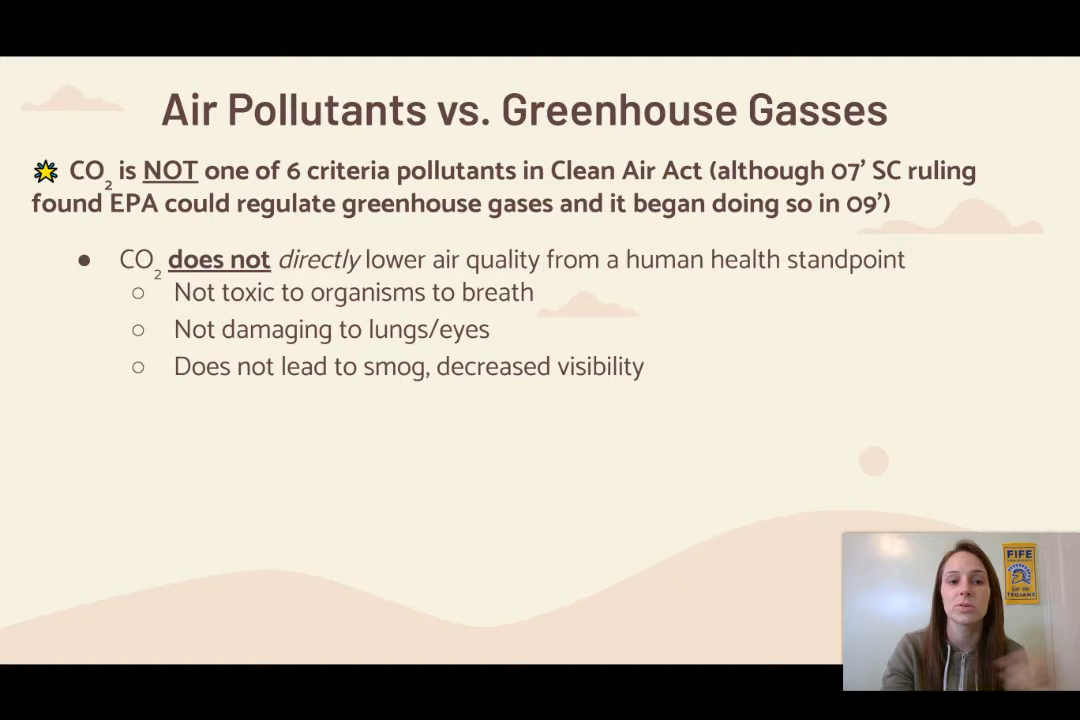 Air Pollutants vs. Greenhouse Gasses
CO2 is NOT one of 6 criteria pollutants in Clean Air Act (although 07' SC ruling
found EPA could regulate greenhouse gases and it began doing so in 09')
● CO2 does not directly lower air quality from a human health standpoint
○ Not toxic to organisms to breath
○ Not damaging to lungs/eyes
○ Does not lead to smog, decreased visibility
FIFE
TROJANS